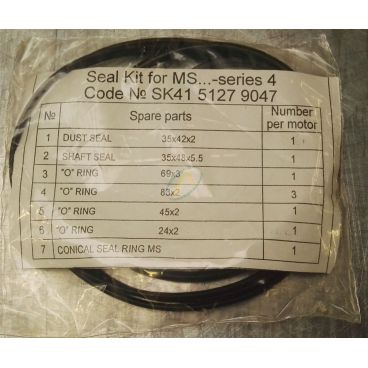 Seal Kit for MS...-series 4
Code № SK41 5127 9047
№ Spare parts Number per motor
1 DUST SEAL 35x42x2 1
2 SHAFT SEAL 35x48x5.5 1
3 "O" RING 69x3 1
4 "O" RING 83x2 3
5 "O" RING 45x2 1
6 "O" RING 24x2 1
7 CONICAL SEAL RING MS 1